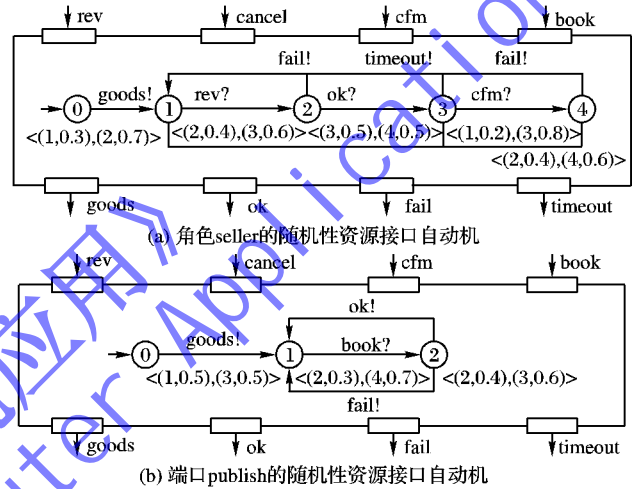 rev cancel cfm book
fail! timeout! fail!
0 goods! 1 rev? 2 ok? 3 cfm? 4
<(1,0.3),(2,0.7)> <(2,0.4),(3,0.6)> <(3,0.5),(4,0.5)> <(1,0.2),(3,0.8)>
<(2,0.4),(4,0.6)>
goods ok fail timeout
(a) 角色seller的随机性资源接口自动机
rev cancel cfm book
ok!
0 goods! 1 book? 2
<(1,0.5),(3,0.5)> <(2,0.3),(4,0.7)> <(2,0.4),(3,0.6)>
fail!
goods ok fail timeout
(b) 端口publish的随机性资源接口自动机
应用》
uter Application